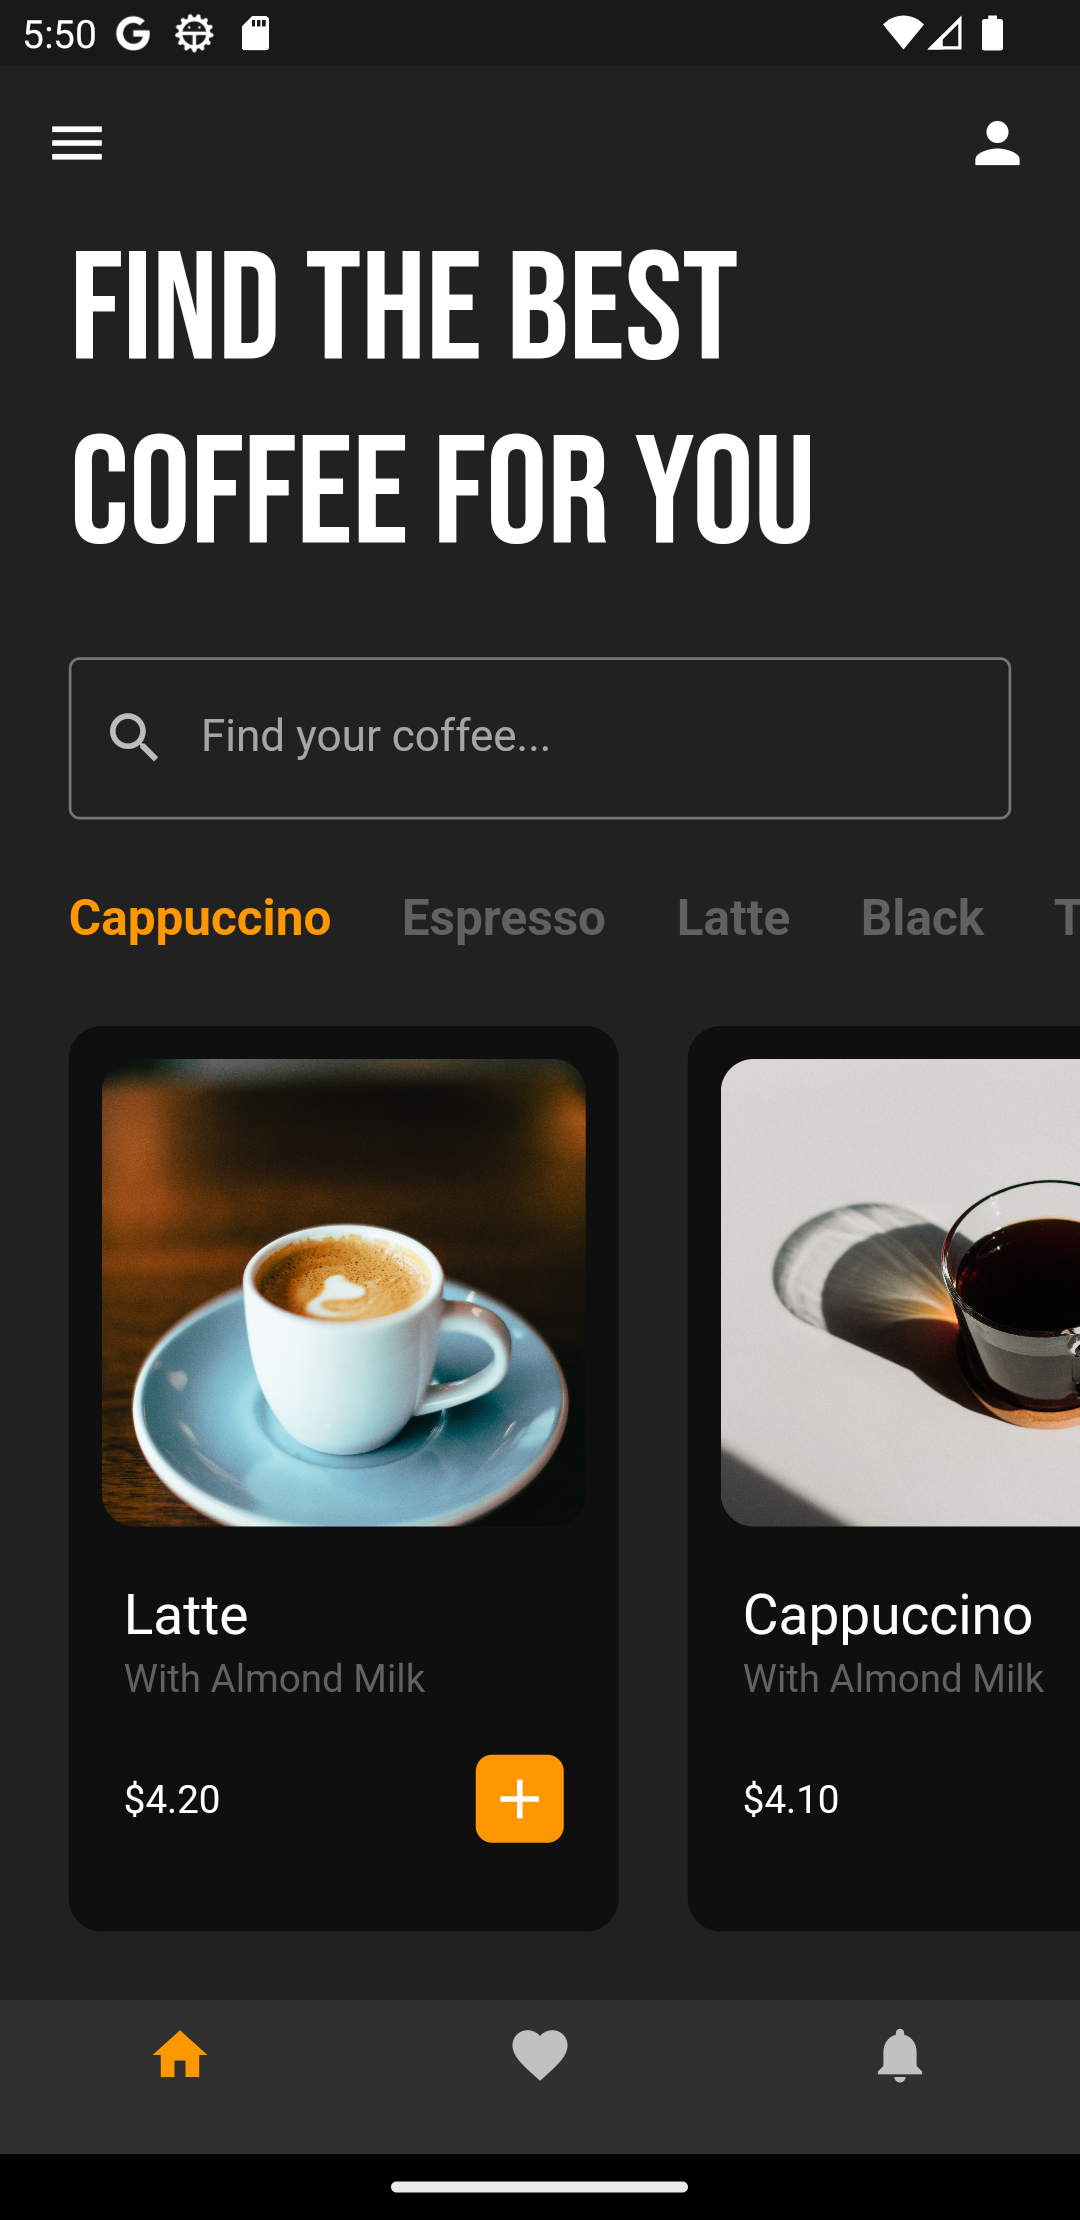 5:50
FIND THE BEST
COFFEE FOR YOU
Find your coffee...
Cappuccino Espresso Latte Black T
Latte
With Almond Milk
$4.20
Cappuccino
With Almond Milk
$4.10